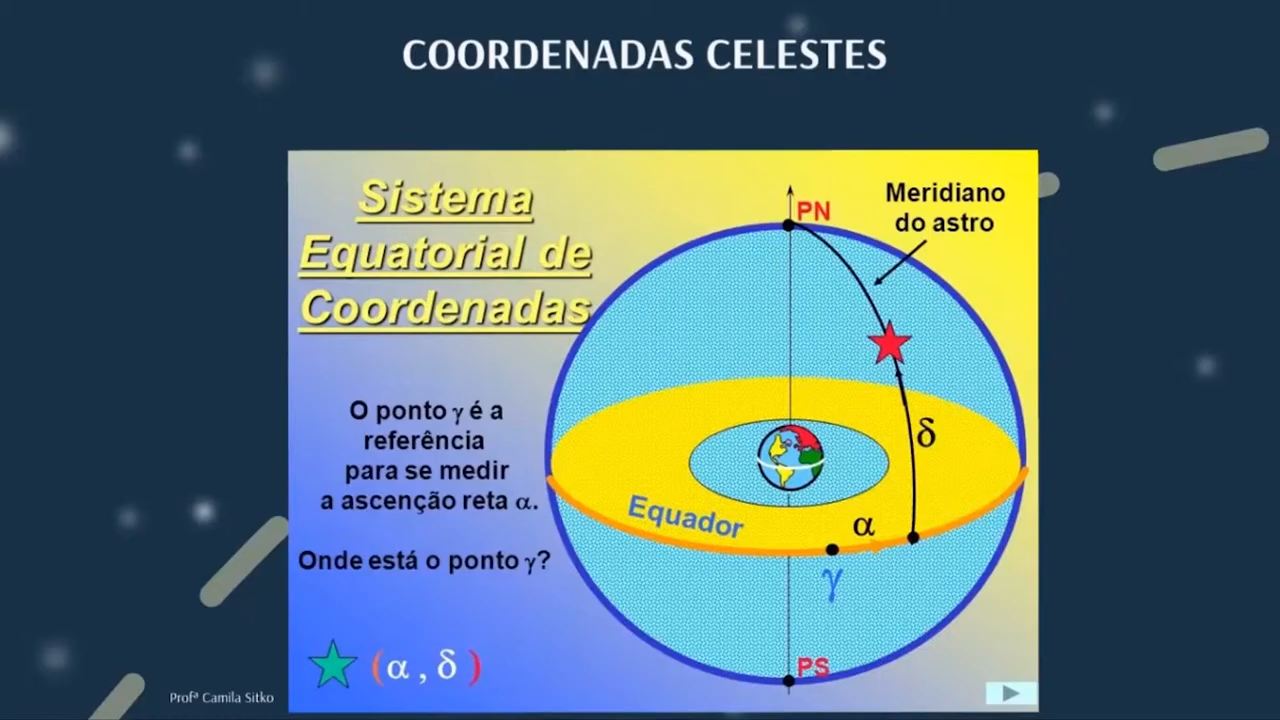 COORDENADAS CELESTES
Sistema
Equatorial de
Coordenadas
O ponto γ é a
referência
para se medir
a ascenção reta α.
Onde está o ponto γ?
(α , δ)
PN
Meridiano
do astro
δ
Equador
α
γ
PS
Profª Camila Sitko